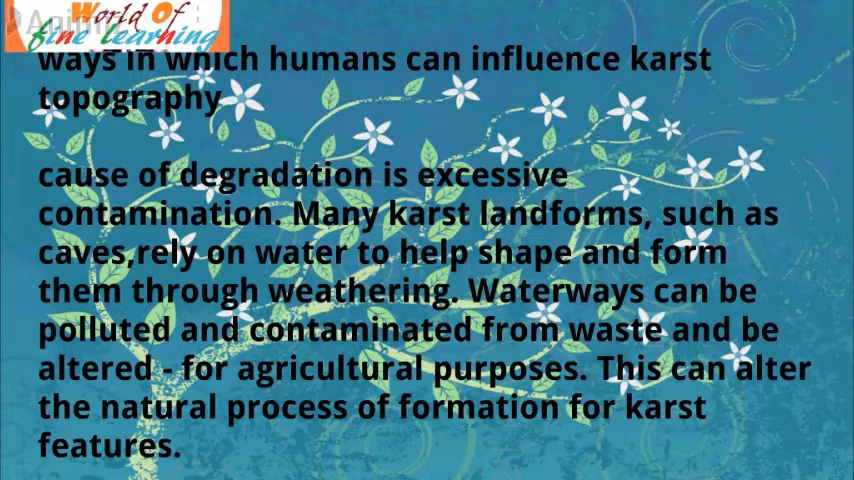 World Of
fine learning
ways in which humans can influence karst
topography
cause of degradation is excessive
contamination. Many karst landforms, such as
caves,rely on water to help shape and form
them through weathering. Waterways can be
polluted and contaminated from waste and be
altered - for agricultural purposes. This can alter
the natural process of formation for karst
features.